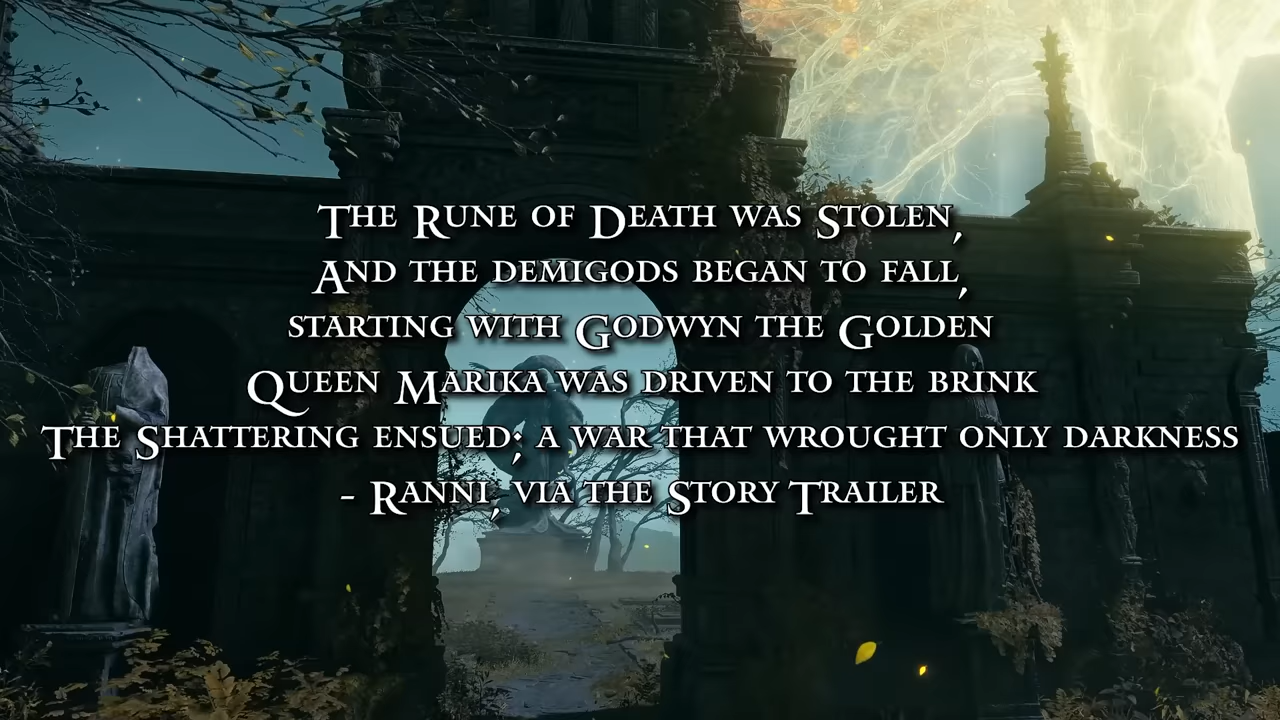 The Rune of Death was Stolen,
And the demigods began to fall,
starting with Godwyn the Golden
Queen Marika was driven to the brink
The Shattering ensued; a war that wrought only darkness
- Ranni, via the Story Trailer